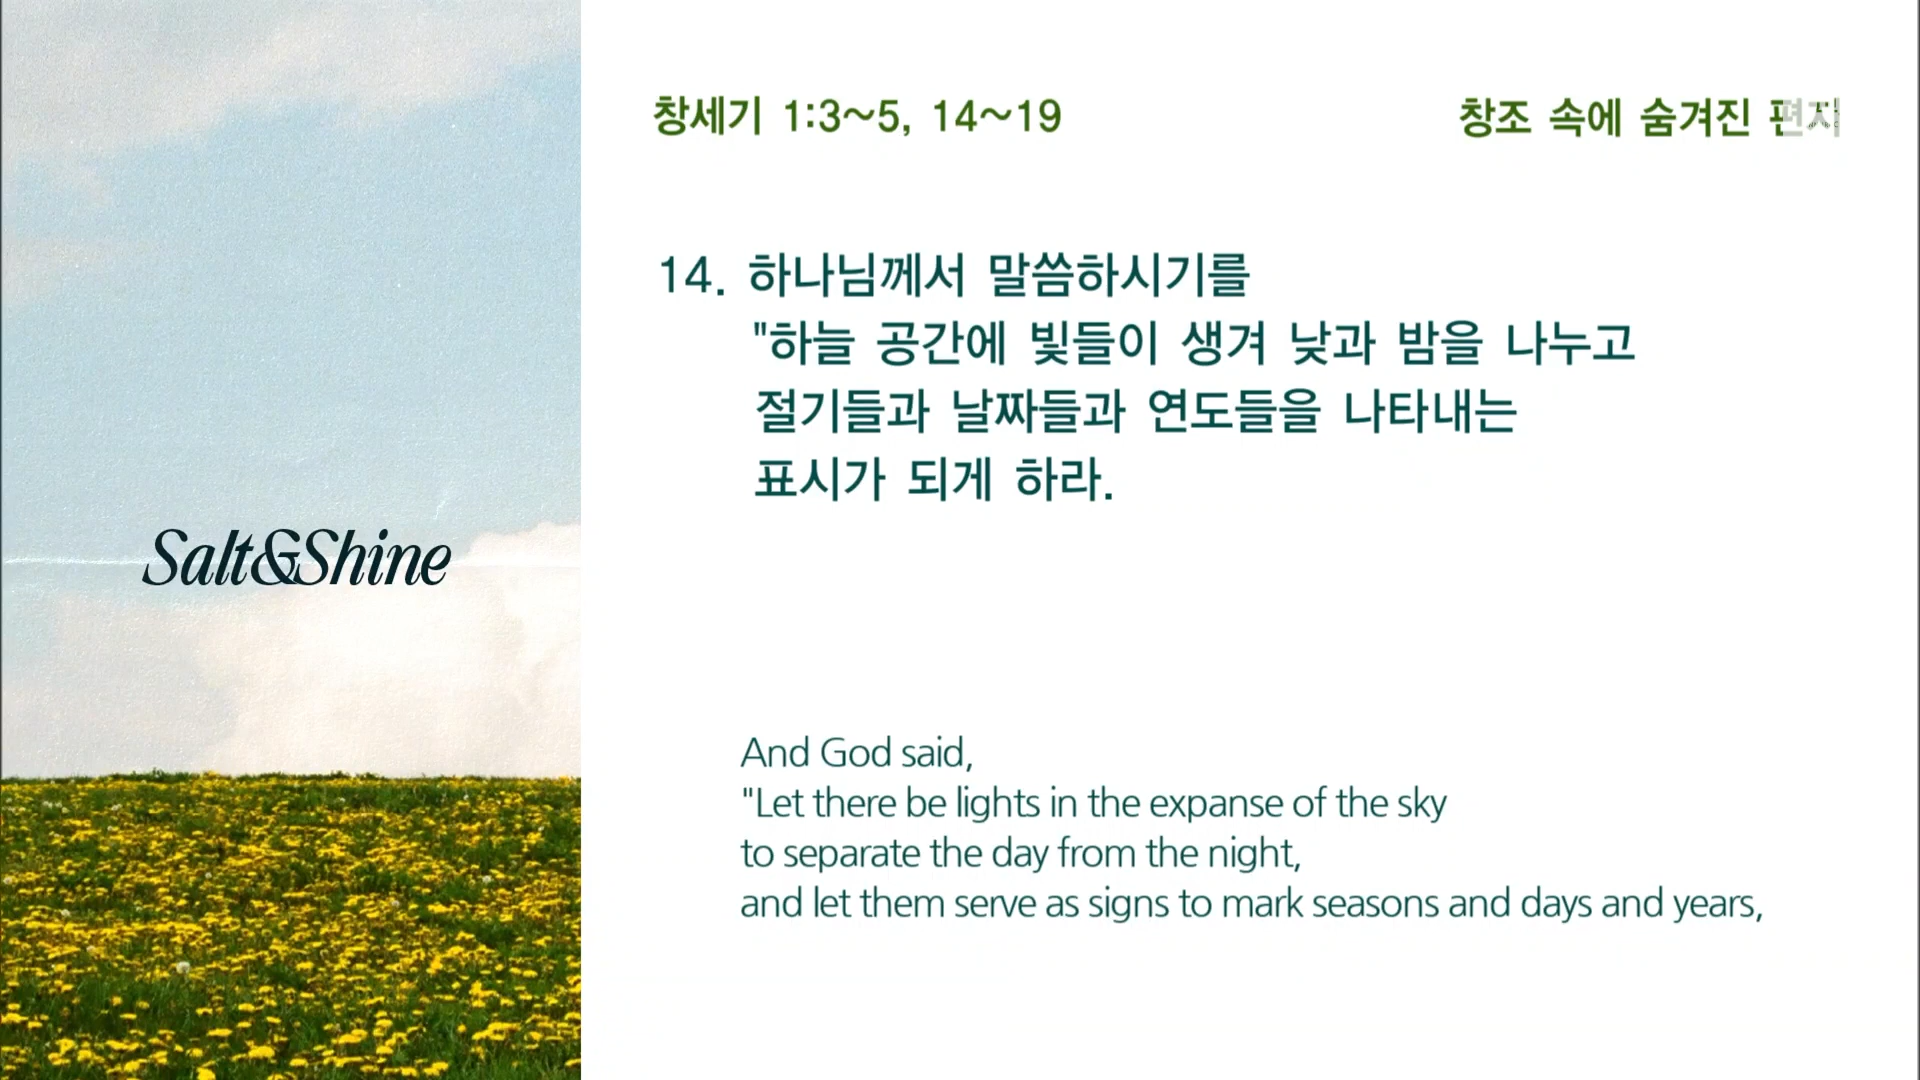 창세기 1:3~5, 14~19
창조 속에 숨겨진 편지
14. 하나님께서 말씀하시기를
"하늘 공간에 빛들이 생겨 낮과 밤을 나누고
절기들과 날짜들과 연도들을 나타내는
표시가 되게 하라.
Salt&Shine
And God said,
"Let there be lights in the expanse of the sky
to separate the day from the night,
and let them serve as signs to mark seasons and days and years,